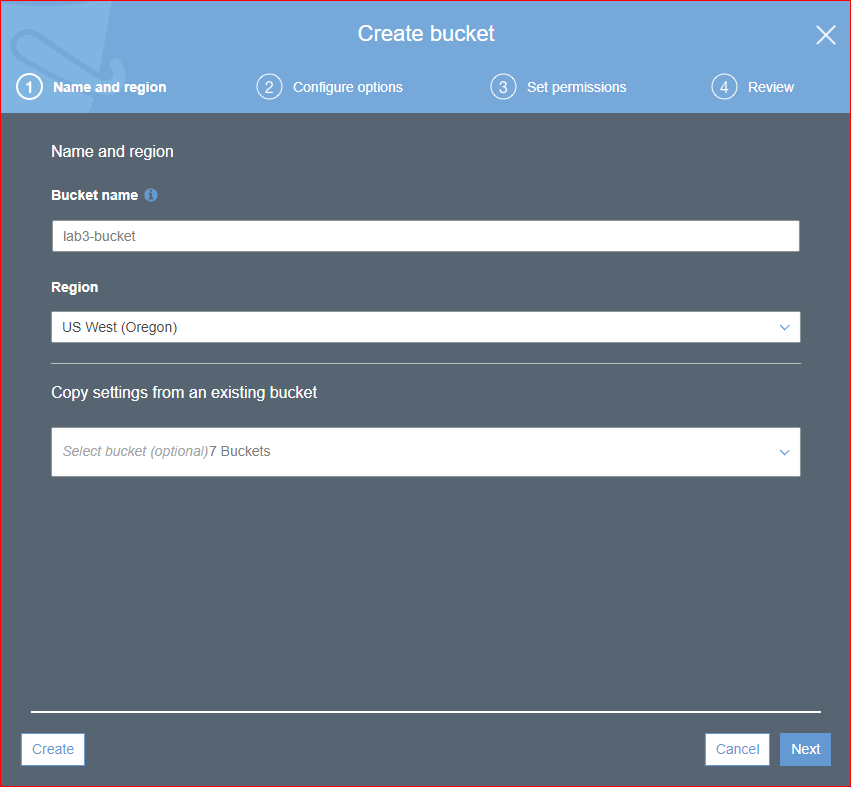 Create bucket
1 Name and region 2 Configure options 3 Set permissions 4 Review
Name and region
Bucket name i
lab3-bucket
Region
US West (Oregon)
Copy settings from an existing bucket
Select bucket (optional)7 Buckets
Create Cancel Next